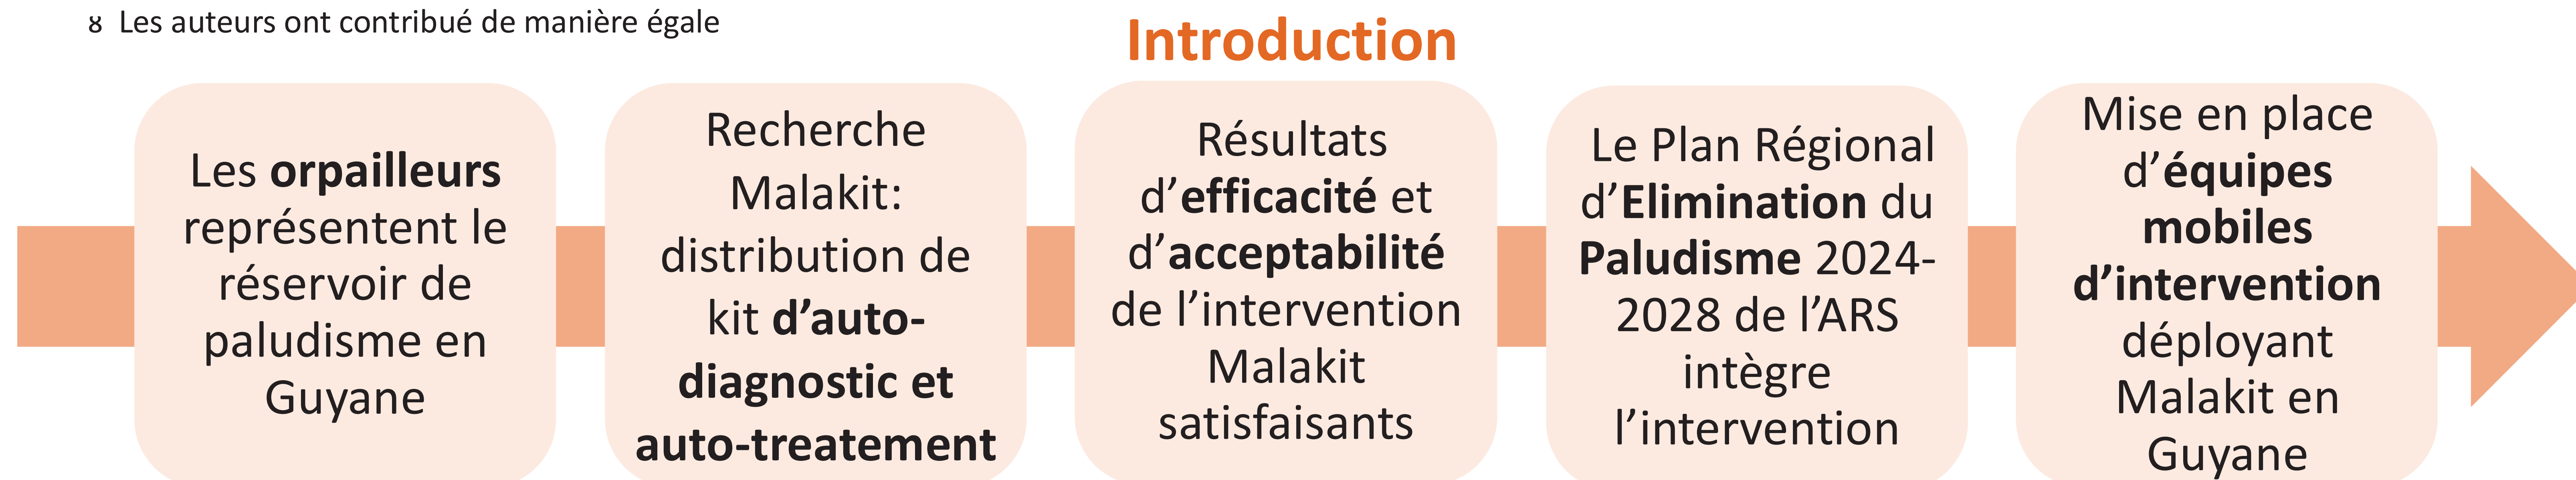 8 Les auteurs ont contribué de manière égale
Introduction
Les orpailleurs
représentent le
réservoir de
paludisme en
Guyane
Recherche
Malakit:
distribution de
kit d’auto-
diagnostic et
auto-treatement
Résultats
d’efficacité et
d’acceptabilité
de l’intervention
Malakit
satisfaisants
Le Plan Régional
d’Elimination du
Paludisme 2024-
2028 de l’ARS
intègre
l’intervention
Mise en place
d’équipes
mobiles
d’intervention
déployant
Malakit en
Guyane